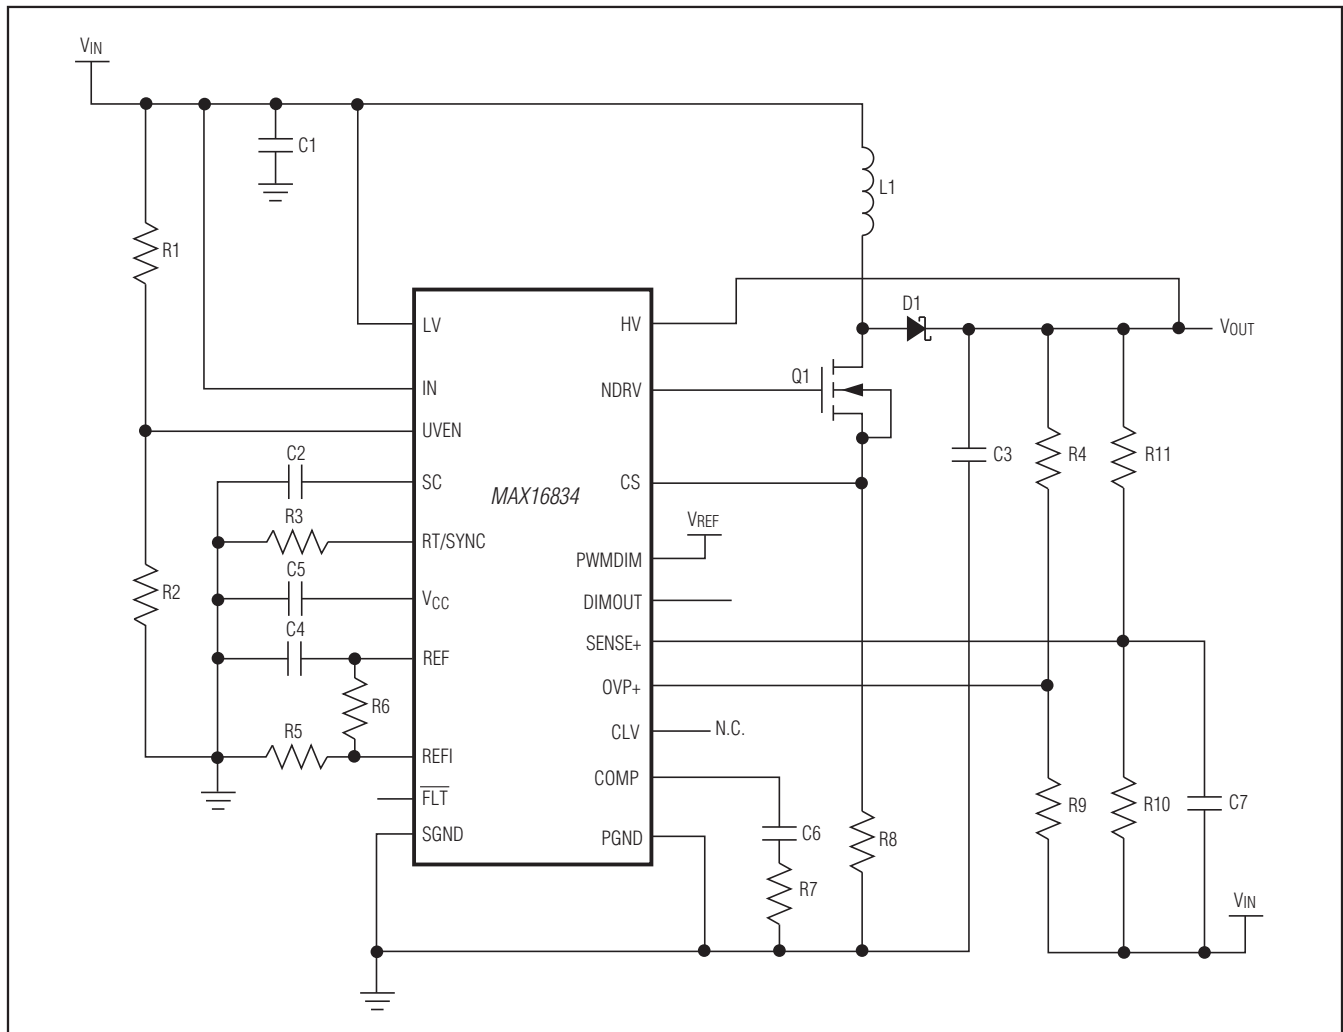 VIN
C1
L1
R1
D1
LV
HV
VOUT
Q1
IN
NDRV
UVEN
C2
C3
R4
R11
SC
CS
MAX16834
R3
VREF
RT/SYNC
PWMDIM
C5
R2
VCC
DIMOUT
C4
SENSE+
REF
OVP+
R6
R5
CLV
N.C.
REFI
COMP
FLT
R9
R10
C7
SGND
PGND
C6
R8
R7
VIN